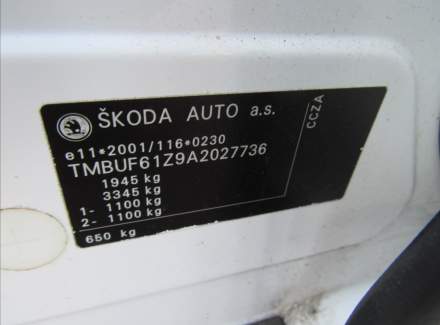 ŠKODA AUTO a.s.
e11*2001/116*0230
TMBUF61Z9A2027736
1945 kg
3345 kg
1- 1100 kg
2- 1100 kg
650 kg
CCZA